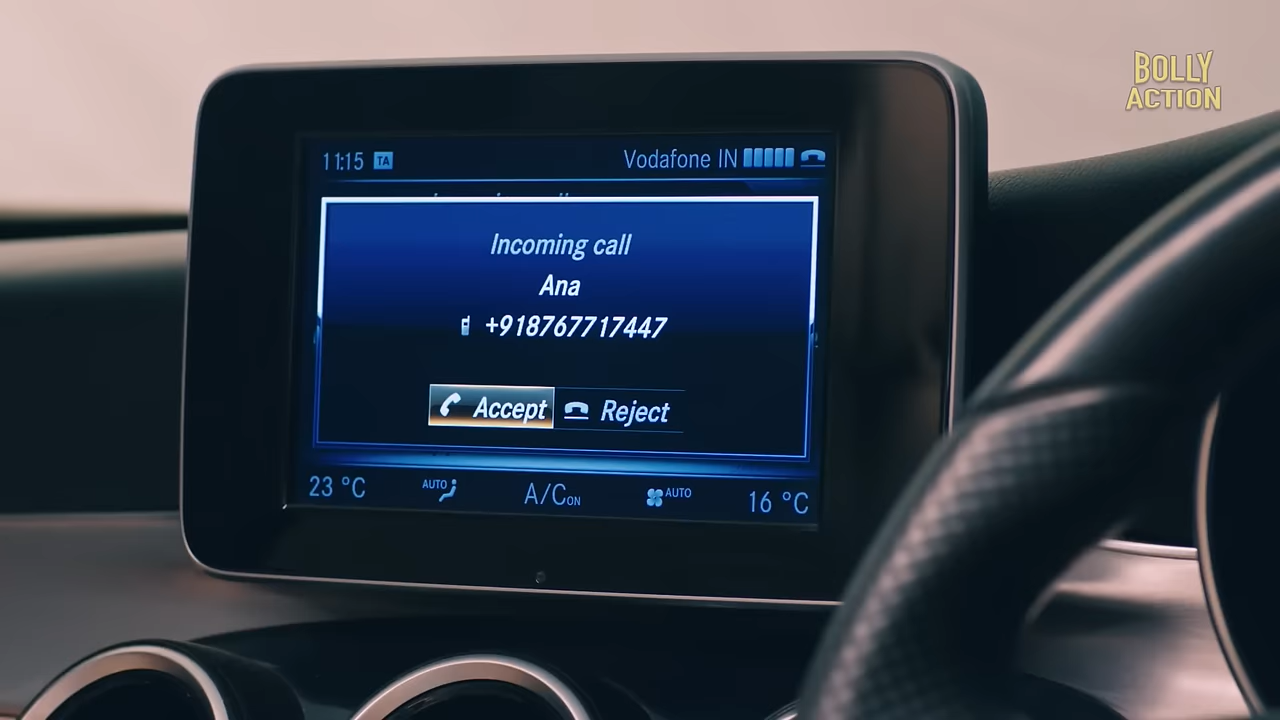 BOLLY
ACTION
11:15 TA Vodafone IN
Incoming call
Ana
+918767717447
Accept Reject
23 °C AUTO A/C ON AUTO 16 °C